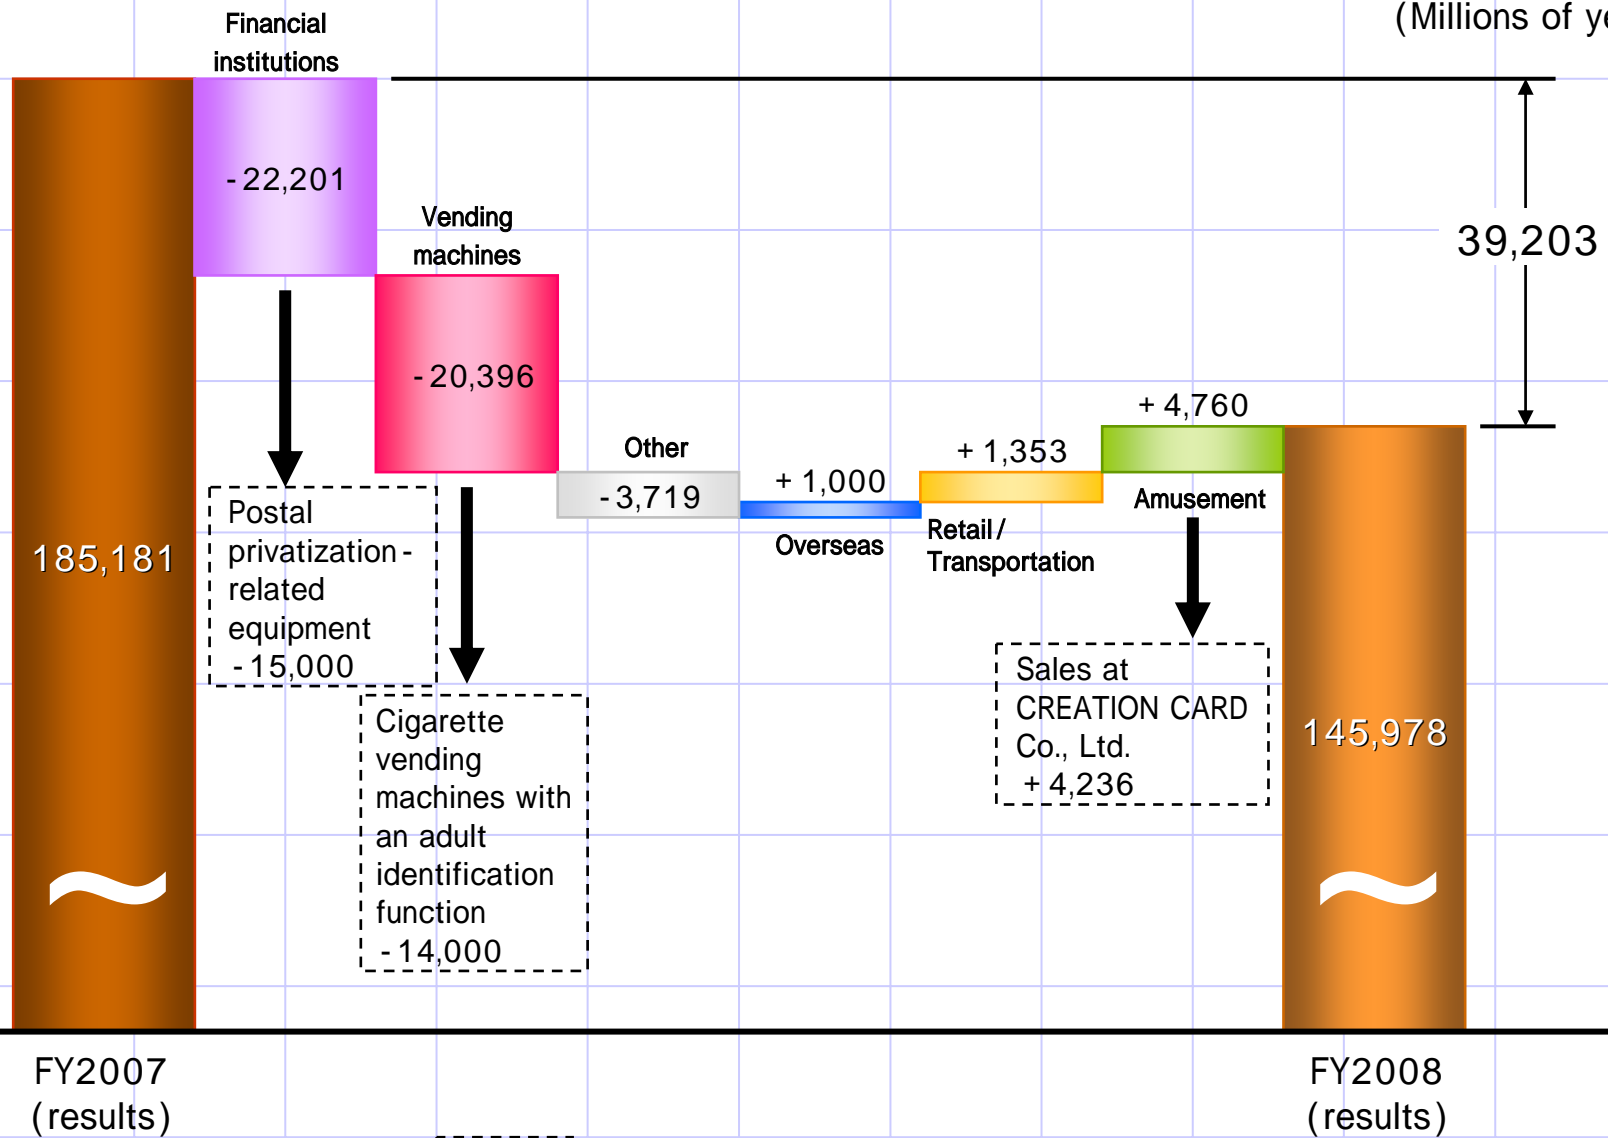 (Millions of ye
Financial
institutions
-22,201
Vending
machines
39,203
-20,396
+4,760
Other
+1,353
-3,719
+1,000
Amusement
Overseas
Retail/
Transportation
185,181
Postal
privatization-
related
equipment
-15,000
Cigarette
vending
machines with
an adult
identification
function
-14,000
Sales at
CREATION CARD
Co., Ltd.
+4,236
145,978
FY2007
(results)
FY2008
(results)